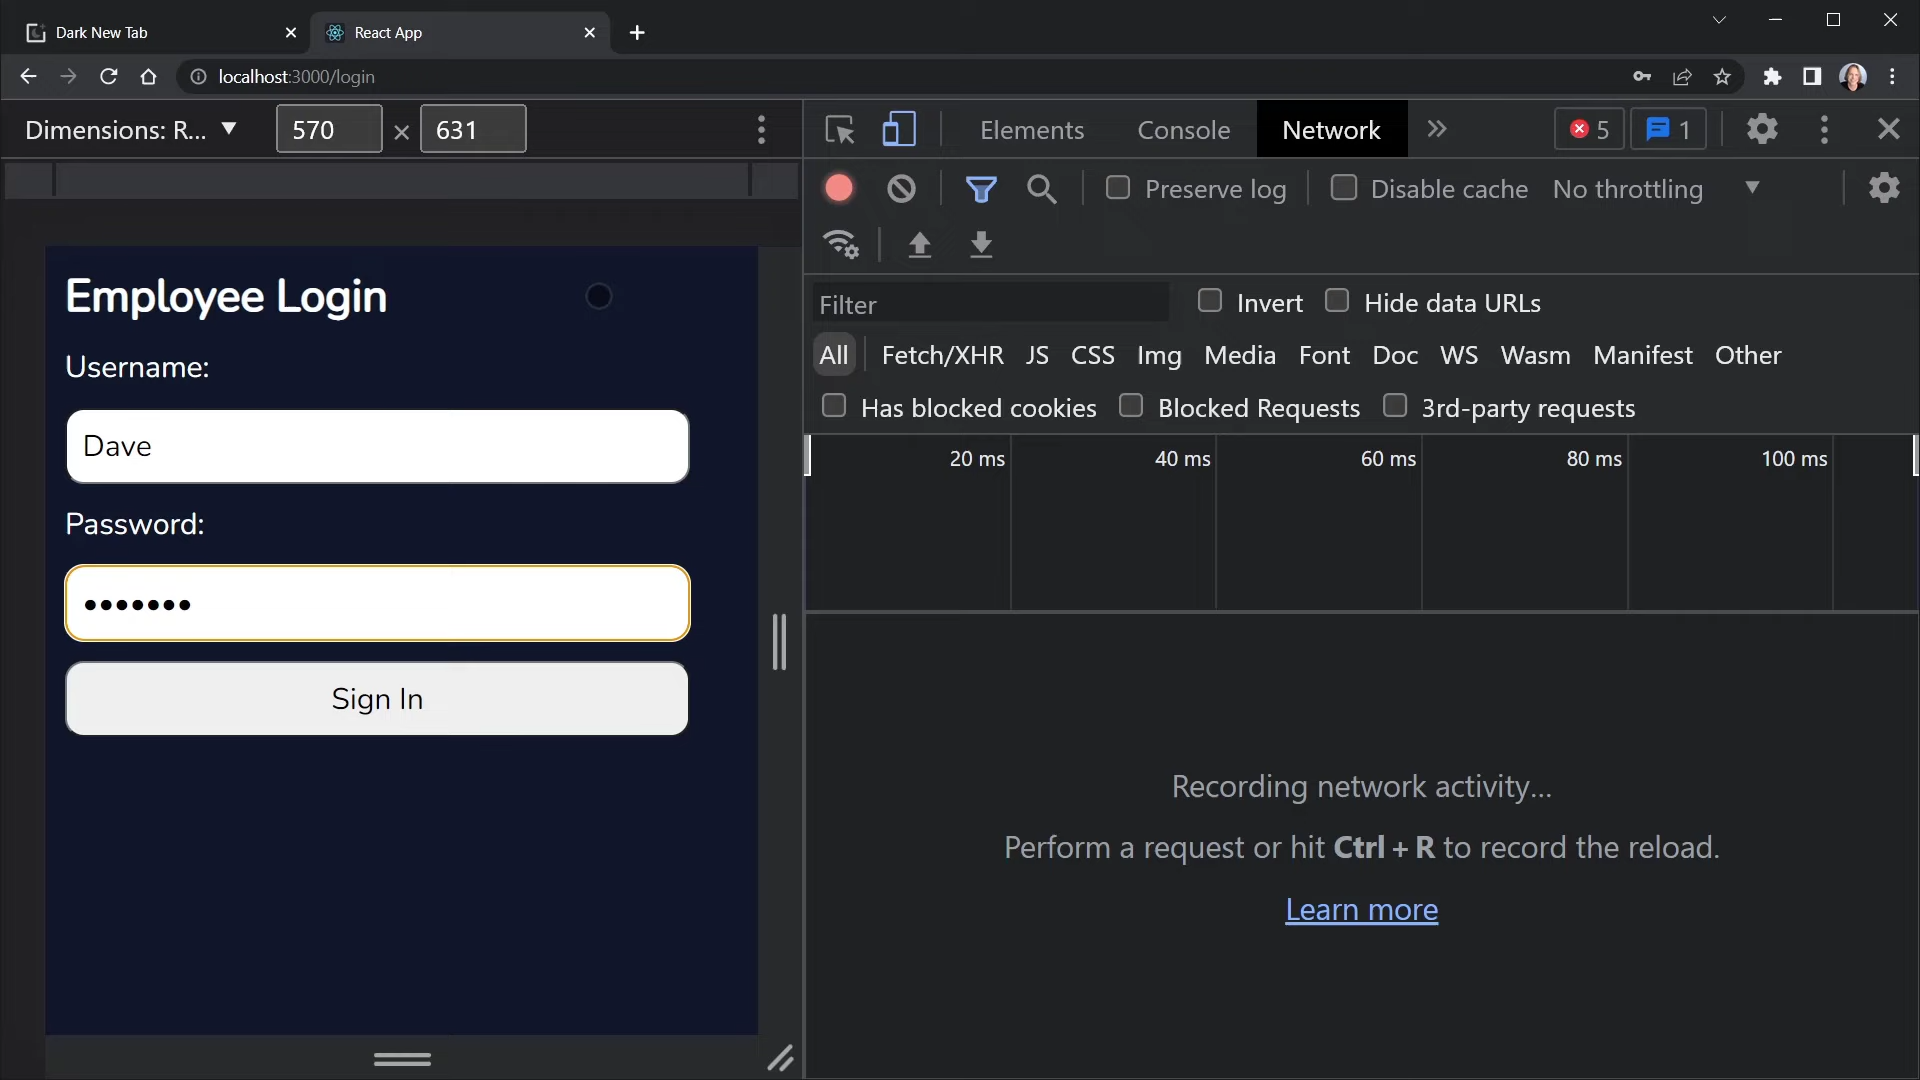 Dark New Tab
React App
localhost:3000/login
Dimensions: R... ▼ 570 × 631
Elements Console Network » 5 1
Preserve log Disable cache No throttling ▼
Employee Login
Username:
Dave
Password:
•••••••
Sign In
Filter Invert Hide data URLs
All Fetch/XHR JS CSS Img Media Font Doc WS Wasm Manifest Other
Has blocked cookies Blocked Requests 3rd-party requests
20 ms 40 ms 60 ms 80 ms 100 ms
Recording network activity...
Perform a request or hit Ctrl + R to record the reload.
Learn more